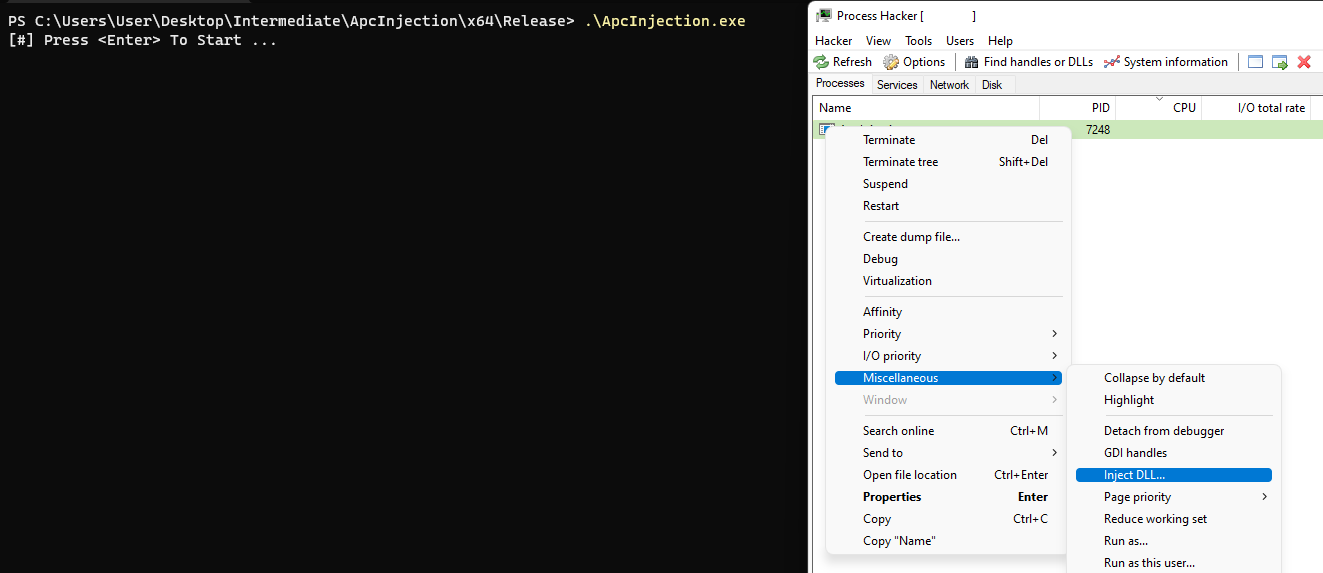 PS C:\Users\User\Desktop\Intermediate\ApcInjection\x64\Release> .\ApcInjection.exe
[#] Press <Enter> To Start ...
Process Hacker [ ]
Hacker View Tools Users Help
Refresh Options Find handles or DLLs System information
Processes Services Network Disk
Name PID CPU I/O total rate
7248
Terminate Del
Terminate tree Shift+Del
Suspend
Restart
Create dump file...
Debug
Virtualization
Affinity
Priority
I/O priority
Miscellaneous
Window
Search online Ctrl+M
Send to
Open file location Ctrl+Enter
Properties Enter
Copy Ctrl+C
Copy "Name"
Collapse by default
Highlight
Detach from debugger
GDI handles
Inject DLL...
Page priority
Reduce working set
Run as...
Run as this user...